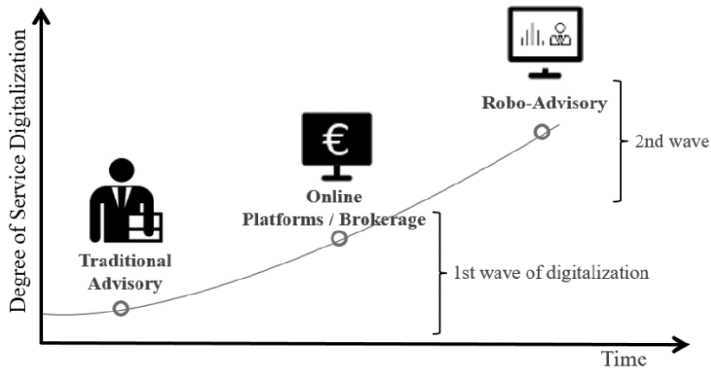 Degree of Service Digitalization
Robo-Advisory
2nd wave
€
Online
Platforms / Brokerage
1st wave of digitalization
Traditional
Advisory
Time